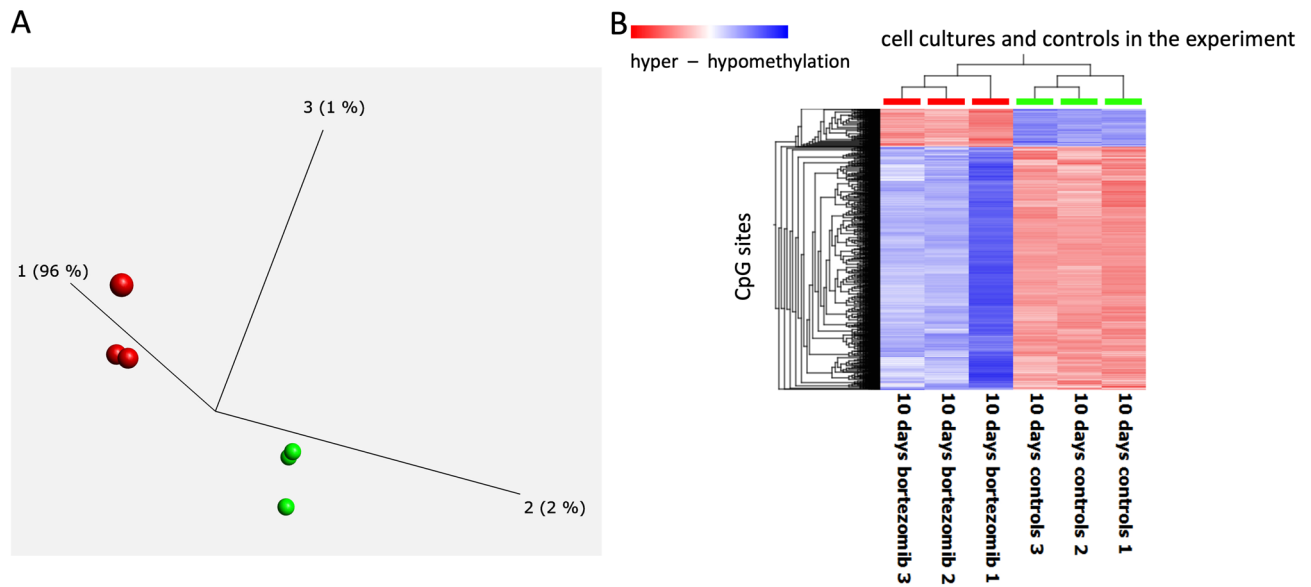 A
3 (1 %)
1 (96 %)
2 (2 %)
B
hyper – hypomethylation
cell cultures and controls in the experiment
CpG sites
10 days bortezomib 3
10 days bortezomib 2
10 days bortezomib 1
10 days controls 3
10 days controls 2
10 days controls 1